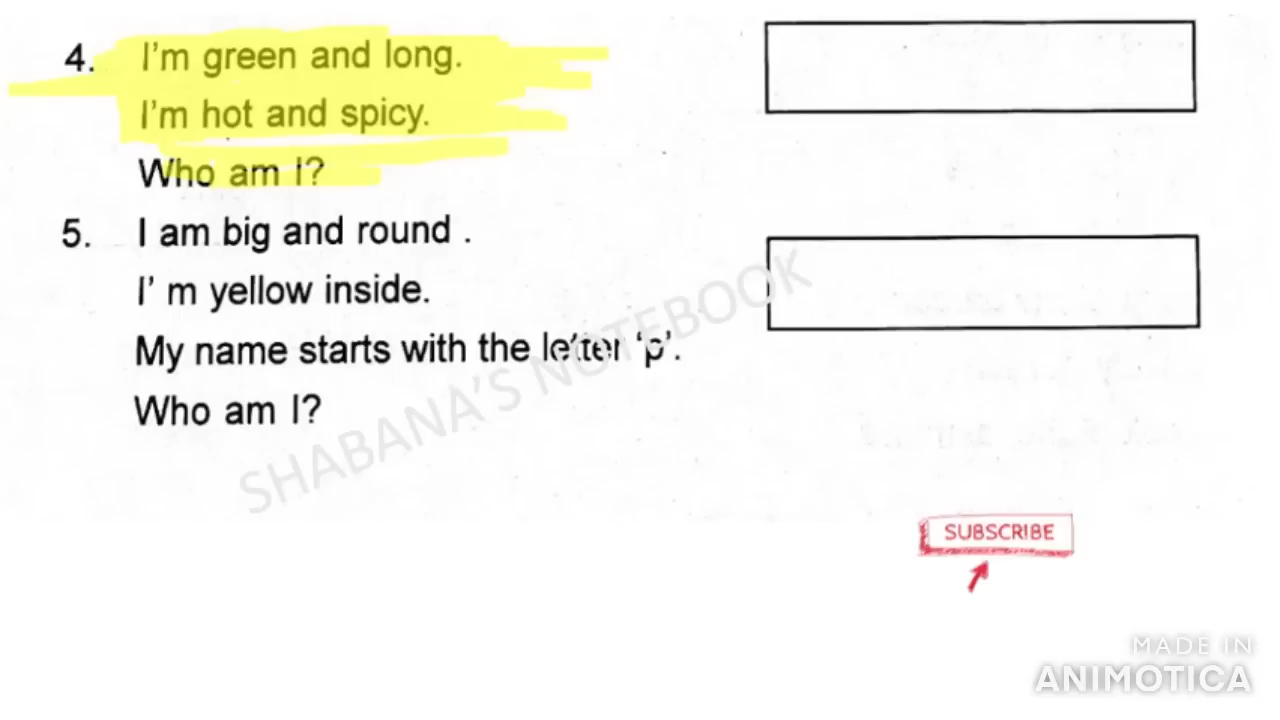 4. I'm green and long.
I'm hot and spicy.
Who am I?
5. I am big and round .
I' m yellow inside.
My name starts with the letter 'p'.
Who am I?
SHABANA'S NOTEBOOK
SUBSCRIBE
MADE IN
ANIMOTICA